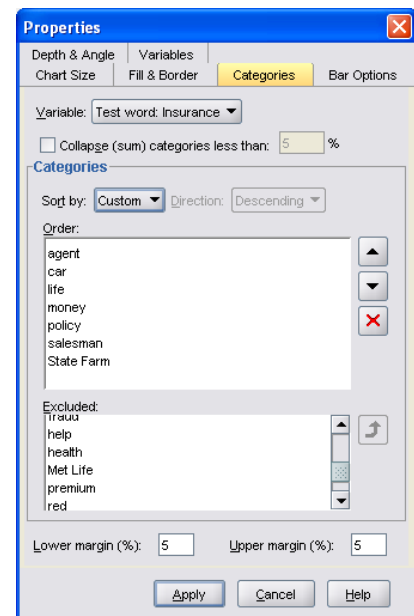 Properties
Depth & Angle Variables
Chart Size Fill & Border Categories Bar Options
Variable: Test word: Insurance
Collapse (sum) categories less than: 5 %
Categories
Sort by: Custom Direction: Descending
Order:
agent
car
life
money
policy
salesman
State Farm
Excluded:
fraud
help
health
Met Life
premium
red
Lower margin (%): 5 Upper margin (%): 5
Apply Cancel Help